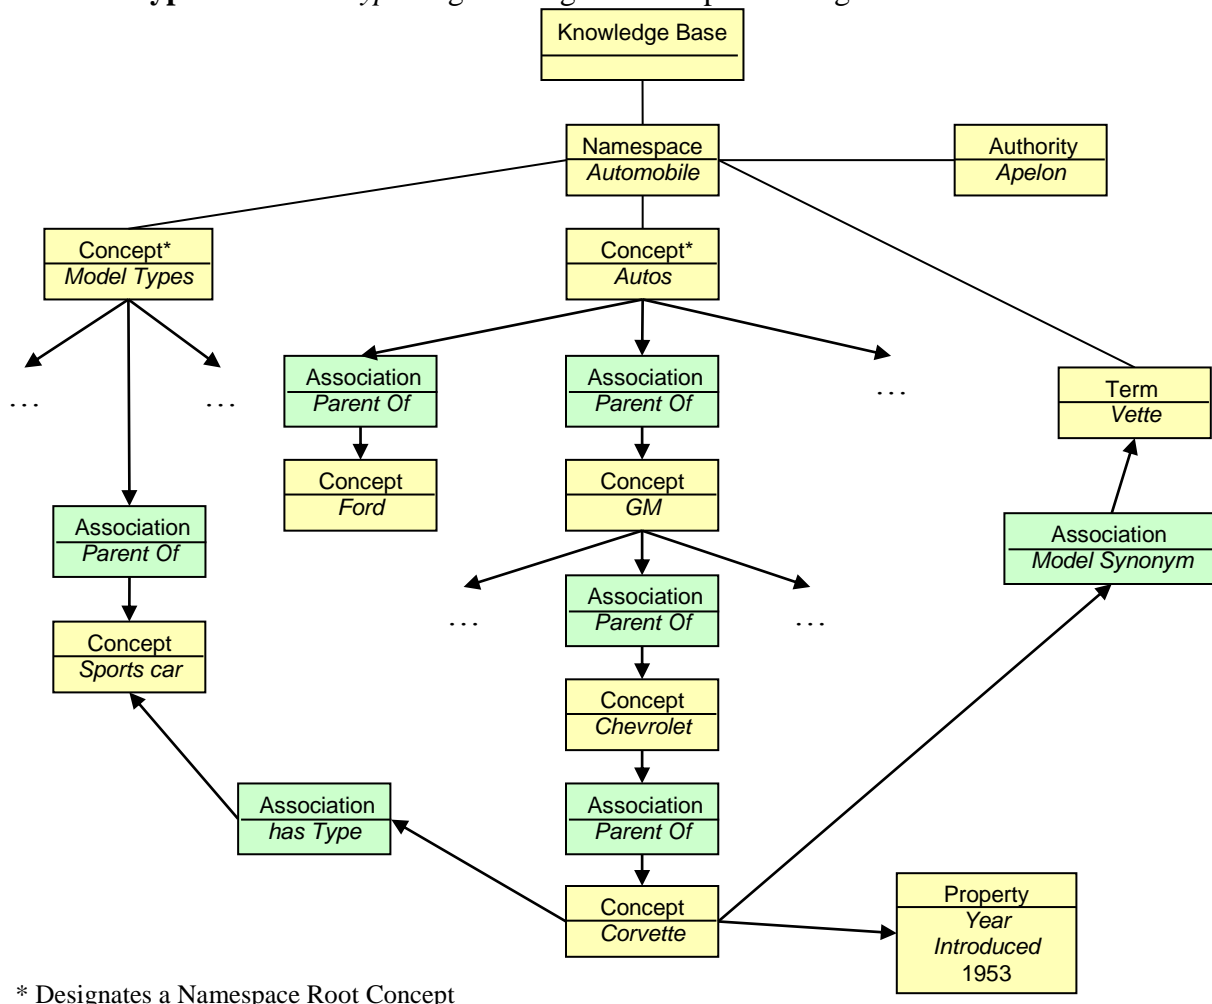 Knowledge Base
Namespace
Automobile
Authority
Apelon
Concept*
Model Types
Concept*
Autos
Association
Parent Of
Association
Parent Of
Term
Vette
...
...
...
Concept
Ford
Concept
GM
Association
Parent Of
Association
Model Synonym
Association
Parent Of
...
...
Concept
Sports car
Concept
Chevrolet
Association
has Type
Association
Parent Of
Concept
Corvette
Property
Year
Introduced
1953
* Designates a Namespace Root Concept